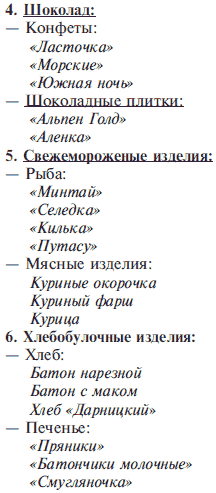 4. Шоколад:
— Конфеты:
«Ласточка»
«Морские»
«Южная ночь»
— Шоколадные плитки:
«Альпен Голд»
«Аленка»
5. Свежемороженые изделия:
— Рыба:
«Минтай»
«Селедка»
«Килька»
«Путасу»
— Мясные изделия:
Куриные окорочка
Куриный фарш
Курица
6. Хлебобулочные изделия:
— Хлеб:
Батон нарезной
Батон с маком
Хлеб «Дарницкий»
— Печенье:
«Пряники»
«Батончики молочные»
«Смугляночка»